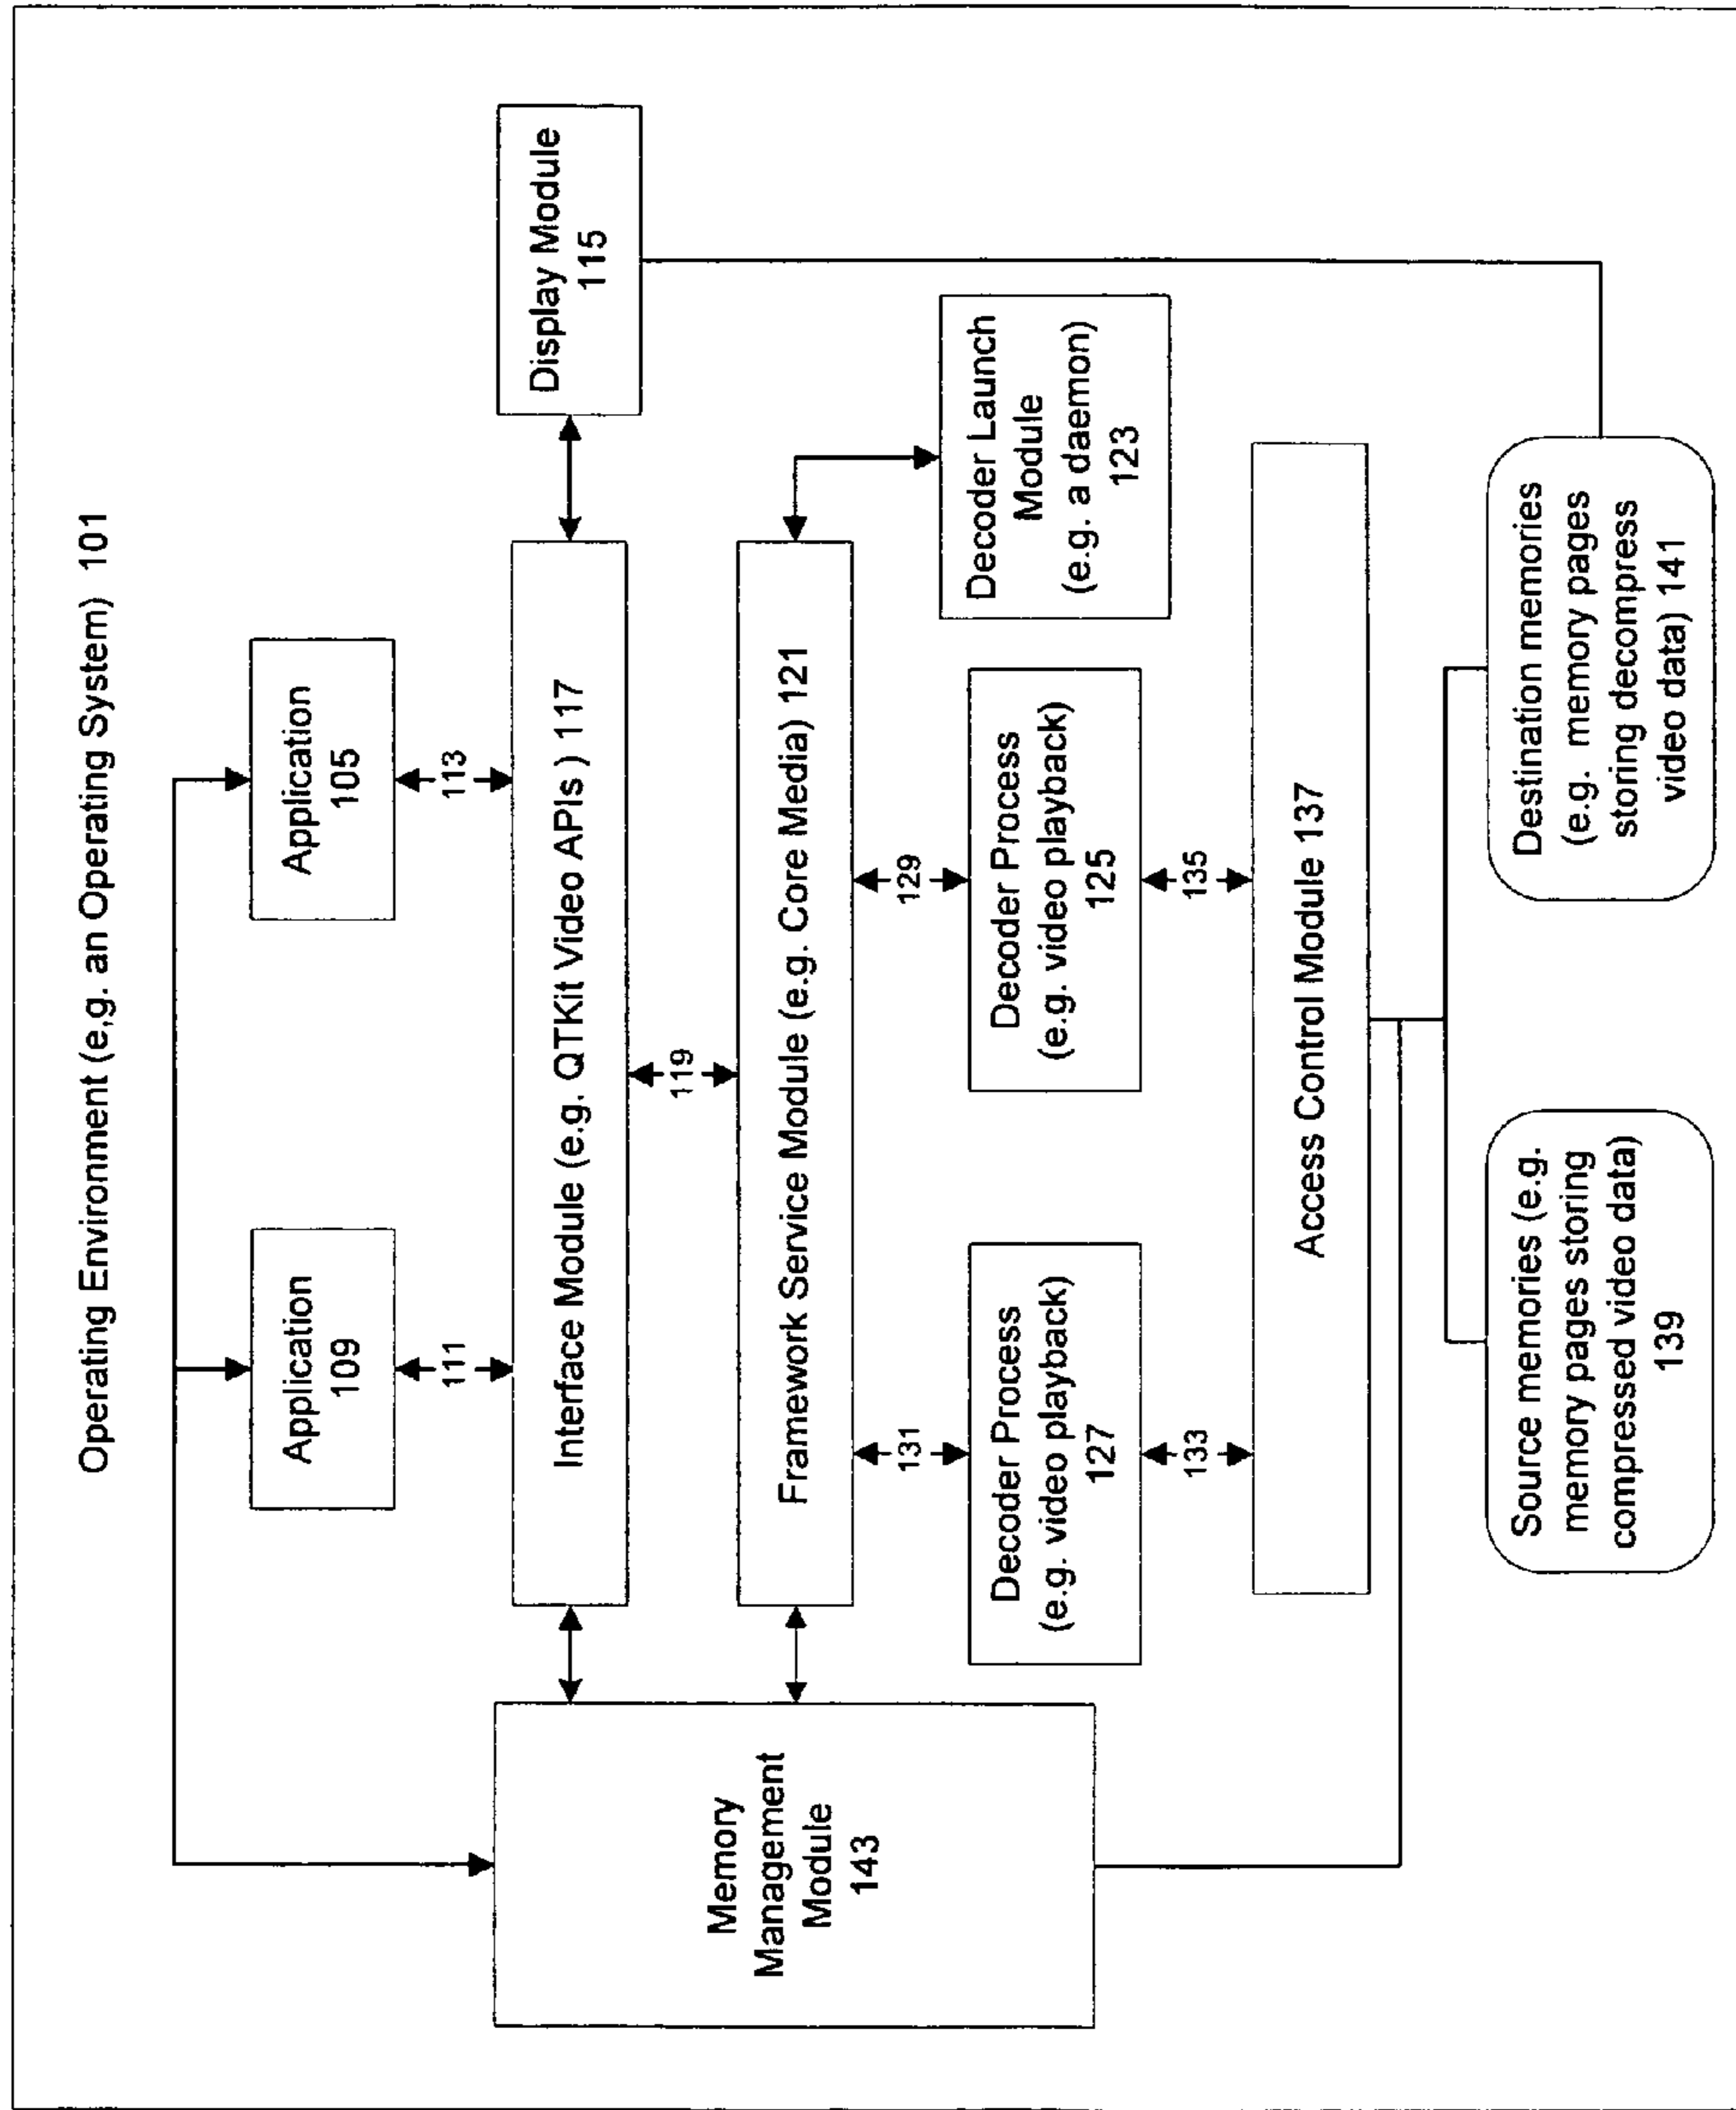 Operating Environment (e,g. an Operating System) 101
Application
109
Application
105
111
113
Interface Module (e.g. QTKit Video APIs ) 117
Display Module
115
119
Memory
Management
Module
143
Framework Service Module (e.g. Core Media) 121
131
129
Decoder Process
(e.g. video playback)
127
Decoder Process
(e.g. video playback)
125
Decoder Launch
Module
(e.g. a daemon)
123
133
135
Access Control Module 137
Source memories (e.g.
memory pages storing
compressed video data)
139
Destination memories
(e.g. memory pages
storing decompress
video data) 141